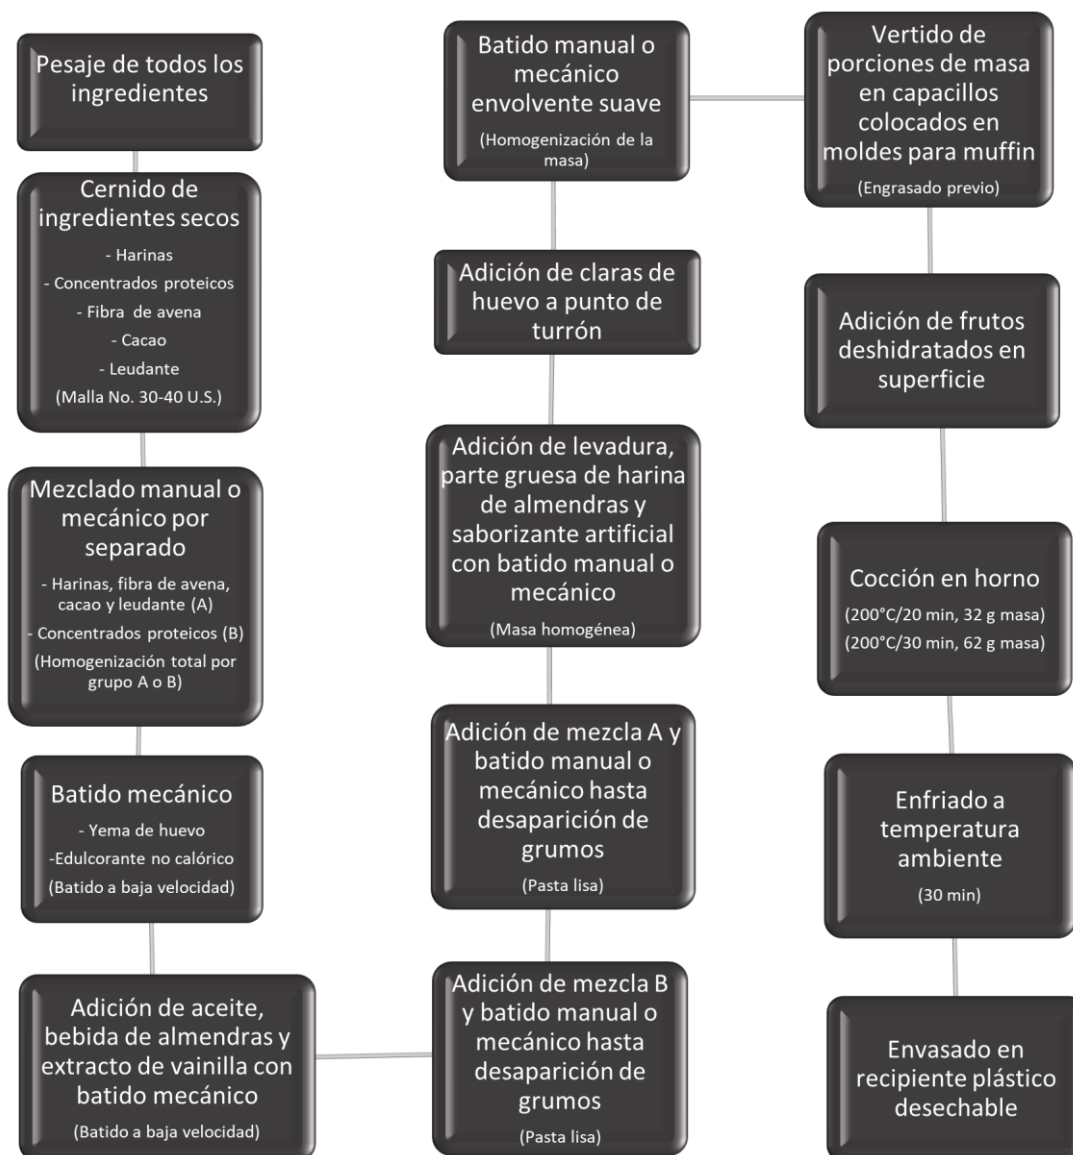 Pesaje de todos los
ingredientes
Cernido de
ingredientes secos
- Harinas
- Concentrados proteicos
- Fibra de avena
- Cacao
- Leudante
(Malla No. 30-40 U.S.)
Mezclado manual o
mecánico por
separado
- Harinas, fibra de avena,
cacao y leudante (A)
- Concentrados proteicos (B)
(Homogenización total por
grupo A o B)
Batido mecánico
- Yema de huevo
-Edulcorante no calórico
(Batido a baja velocidad)
Adición de aceite,
bebida de almendras y
extracto de vainilla con
batido mecánico
(Batido a baja velocidad)
Adición de mezcla B
y batido manual o
mecánico hasta
desaparición de
grumos
(Pasta lisa)
Adición de mezcla A y
batido manual o
mecánico hasta
desaparición de
grumos
(Pasta lisa)
Adición de levadura,
parte gruesa de harina
de almendras y
saborizante artificial
con batido manual o
mecánico
(Masa homogénea)
Adición de claras de
huevo a punto de
turrón
Batido manual o
mecánico
envolvente suave
(Homogenización de la
masa)
Vertido de
porciones de masa
en capacillos
colocados en
moldes para muffin
(Engrasado previo)
Adición de frutos
deshidratados en
superficie
Cocción en horno
(200°C/20 min, 32 g masa)
(200°C/30 min, 62 g masa)
Enfriado a
temperatura
ambiente
(30 min)
Envasado en
recipiente plástico
desechable